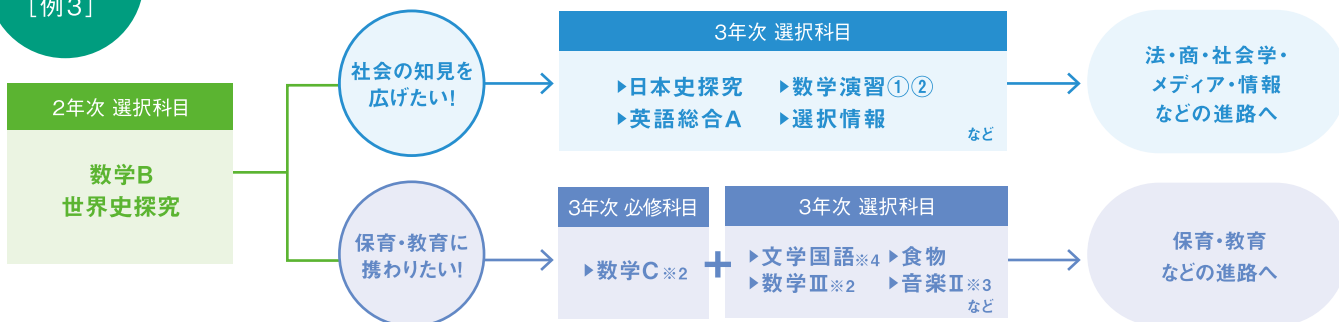 ［例3］
2年次 選択科目
数学B
世界史探究
社会の知見を
広げたい!
3年次 選択科目
▶日本史探究 ▶数学演習①②
▶英語総合A ▶選択情報
など
法・商・社会学・
メディア・情報
などの進路へ
保育・教育に
携わりたい!
3年次 必修科目
▶数学C※2
+
3年次 選択科目
▶文学国語※4 ▶食物
▶数学Ⅲ※2 ▶音楽Ⅱ※3
など
保育・教育
などの進路へ